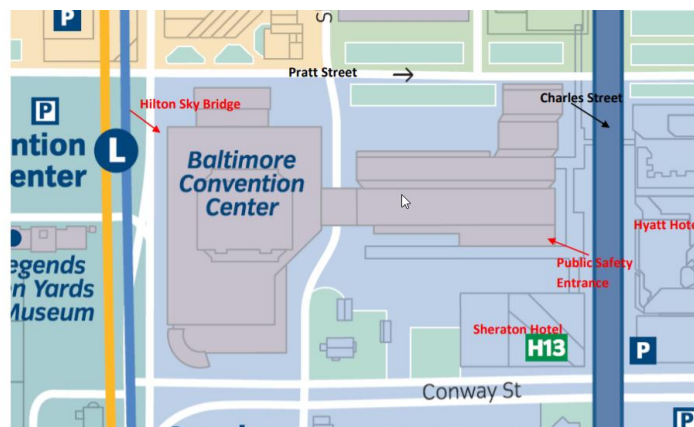 P
S
Pratt Street →
Hilton Sky Bridge
Charles Street
P
L
ntion
enter
Baltimore
Convention
Center
Hyatt Hote
egends
n Yards
Museum
Public Safety
Entrance
Sheraton Hotel
H13
P
Conway St
P